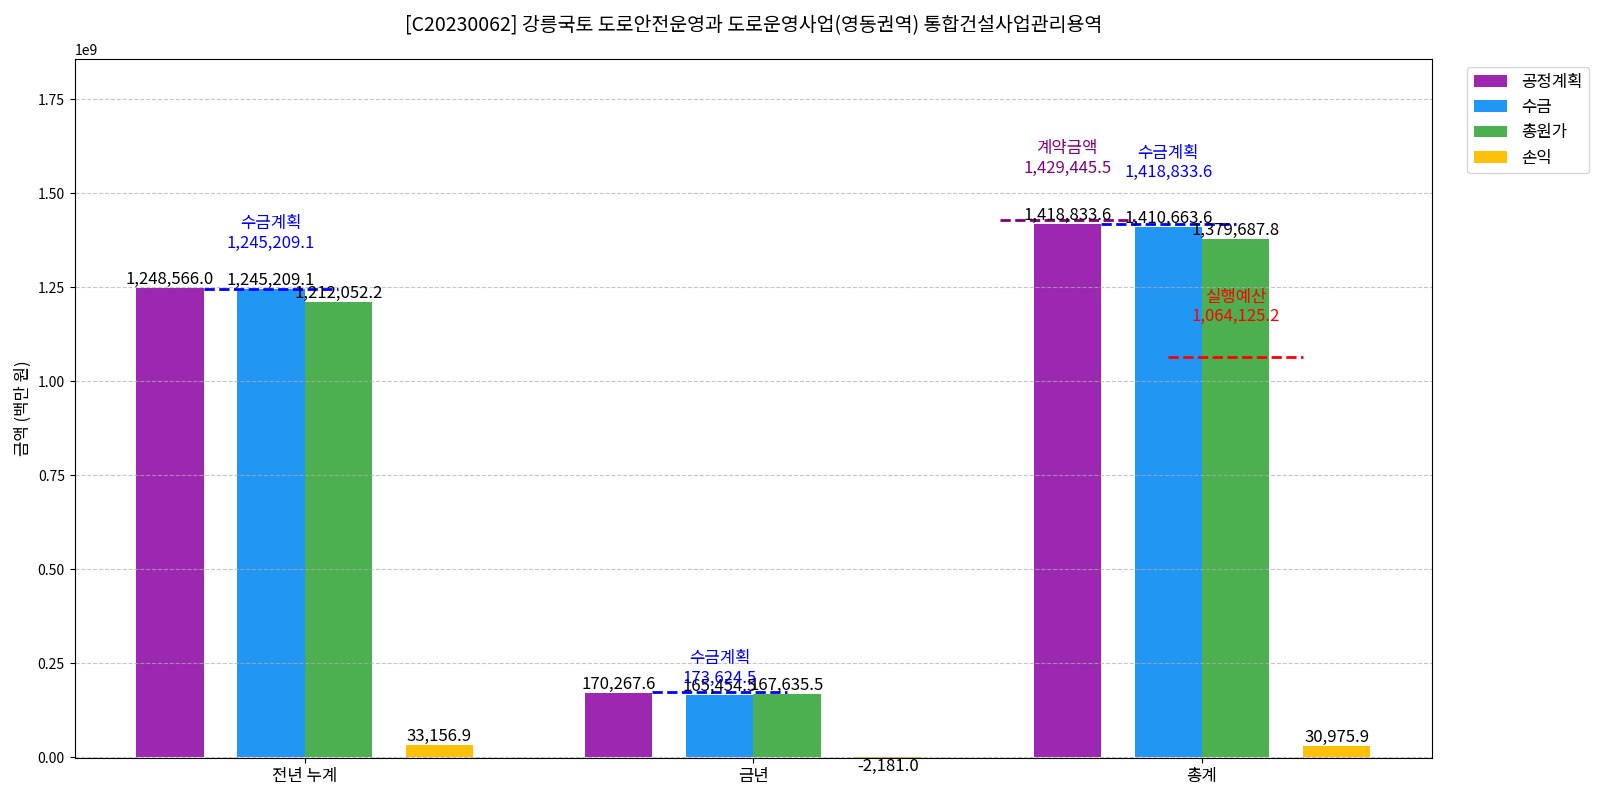 [C20230062] 강릉국토 도로안전운영과 도로운영사업(영동권역) 통합건설사업관리용역
1e9
공정계획
수금
총원가
손익
1.75
1.50
1.25
1.00
0.75
0.50
0.25
0.00
금액 (백만 원)
수금계획
1,245,209.1
1,248,566.0
1,245,209.1
1,212,052.2
33,156.9
수금계획
173,624.5
170,267.6
165,454.5
167,635.5
-2,181.0
계약금액
1,429,445.5
수금계획
1,418,833.6
1,418,833.6
1,410,663.6
1,379,687.8
실행예산
1,064,125.2
30,975.9
전년 누계
금년
총계